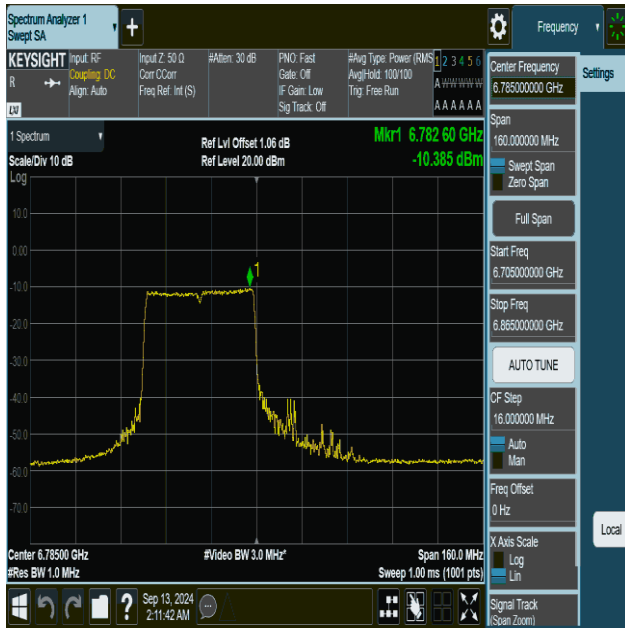 Spectrum Analyzer 1
Swept SA
Frequency
KEYSIGHT
R
LXI
Input: RF
Coupling: DC
Align: Auto
Input Z: 50 Ω
Corr CCorr
Freq Ref: Int (S)
#Atten: 30 dB
PNO: Fast
Gate: Off
IF Gain: Low
Sig Track: Off
#Avg Type: Power (RMS
Avg|Hold: 100/100
Trig: Free Run
1 2 3 4 5 6
A W W W W W
A A A A A A
1 Spectrum
Scale/Div 10 dB
Log
Ref Lvl Offset 1.06 dB
Ref Level 20.00 dBm
Mkr1 6.782 60 GHz
-10.385 dBm
10.0
0.00
-10.0
-20.0
-30.0
-40.0
-50.0
-60.0
-70.0
1
Center 6.78500 GHz
#Res BW 1.0 MHz
#Video BW 3.0 MHz*
Span 160.0 MHz
Sweep 1.00 ms (1001 pts)
Center Frequency
6.785000000 GHz
Settings
Span
160.000000 MHz
Swept Span
Zero Span
Full Span
Start Freq
6.705000000 GHz
Stop Freq
6.865000000 GHz
AUTO TUNE
CF Step
16.000000 MHz
Auto
Man
Freq Offset
0 Hz
Local
X Axis Scale
Log
Lin
Signal Track
(Span Zoom)
?
Sep 13, 2024
2:11:42 AM